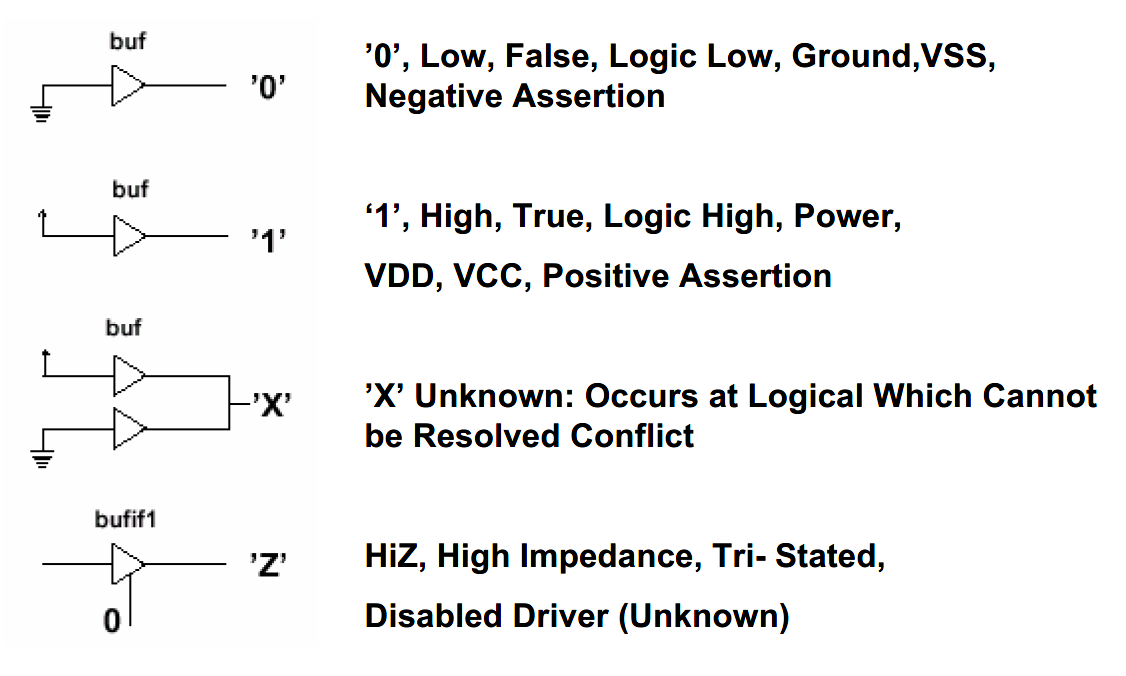 buf
’0’
’0’, Low, False, Logic Low, Ground,VSS,
Negative Assertion
buf
’1’
‘1’, High, True, Logic High, Power,
VDD, VCC, Positive Assertion
buf
’X’
’X’ Unknown: Occurs at Logical Which Cannot
be Resolved Conflict
bufif1
’Z’
0
HiZ, High Impedance, Tri- Stated,
Disabled Driver (Unknown)